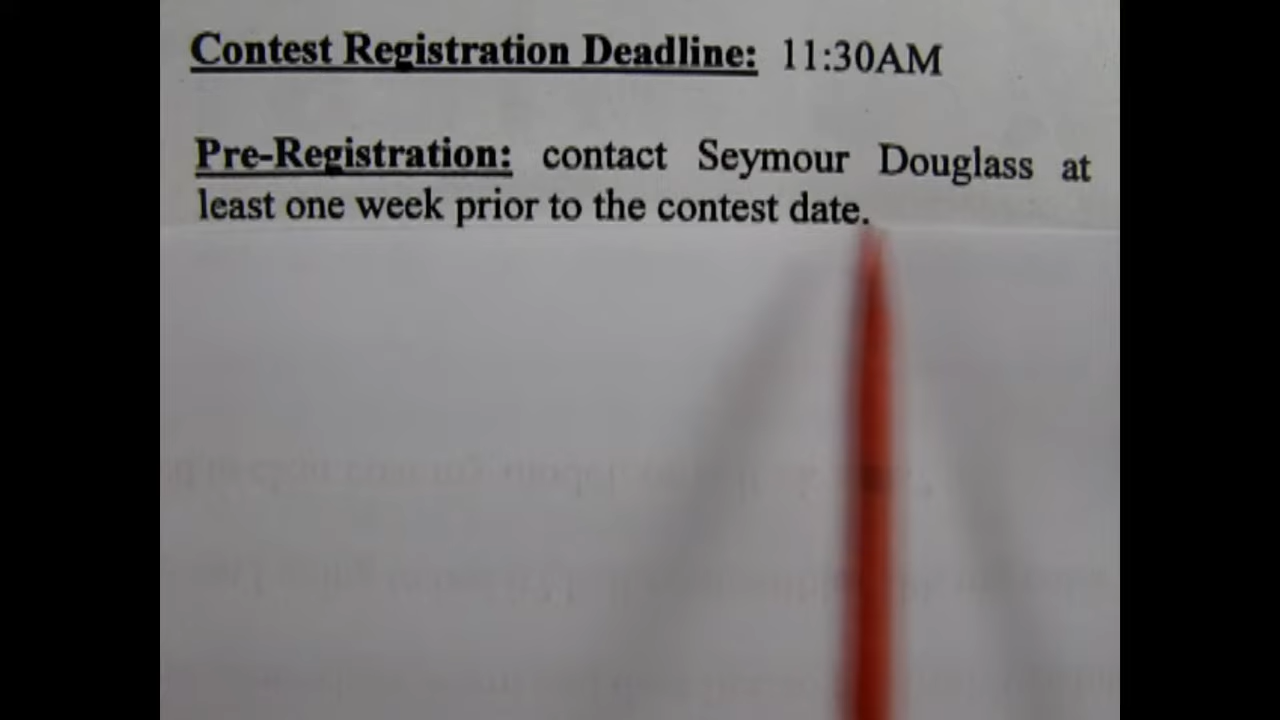 Contest Registration Deadline: 11:30AM
Pre-Registration: contact Seymour Douglass at
least one week prior to the contest date.